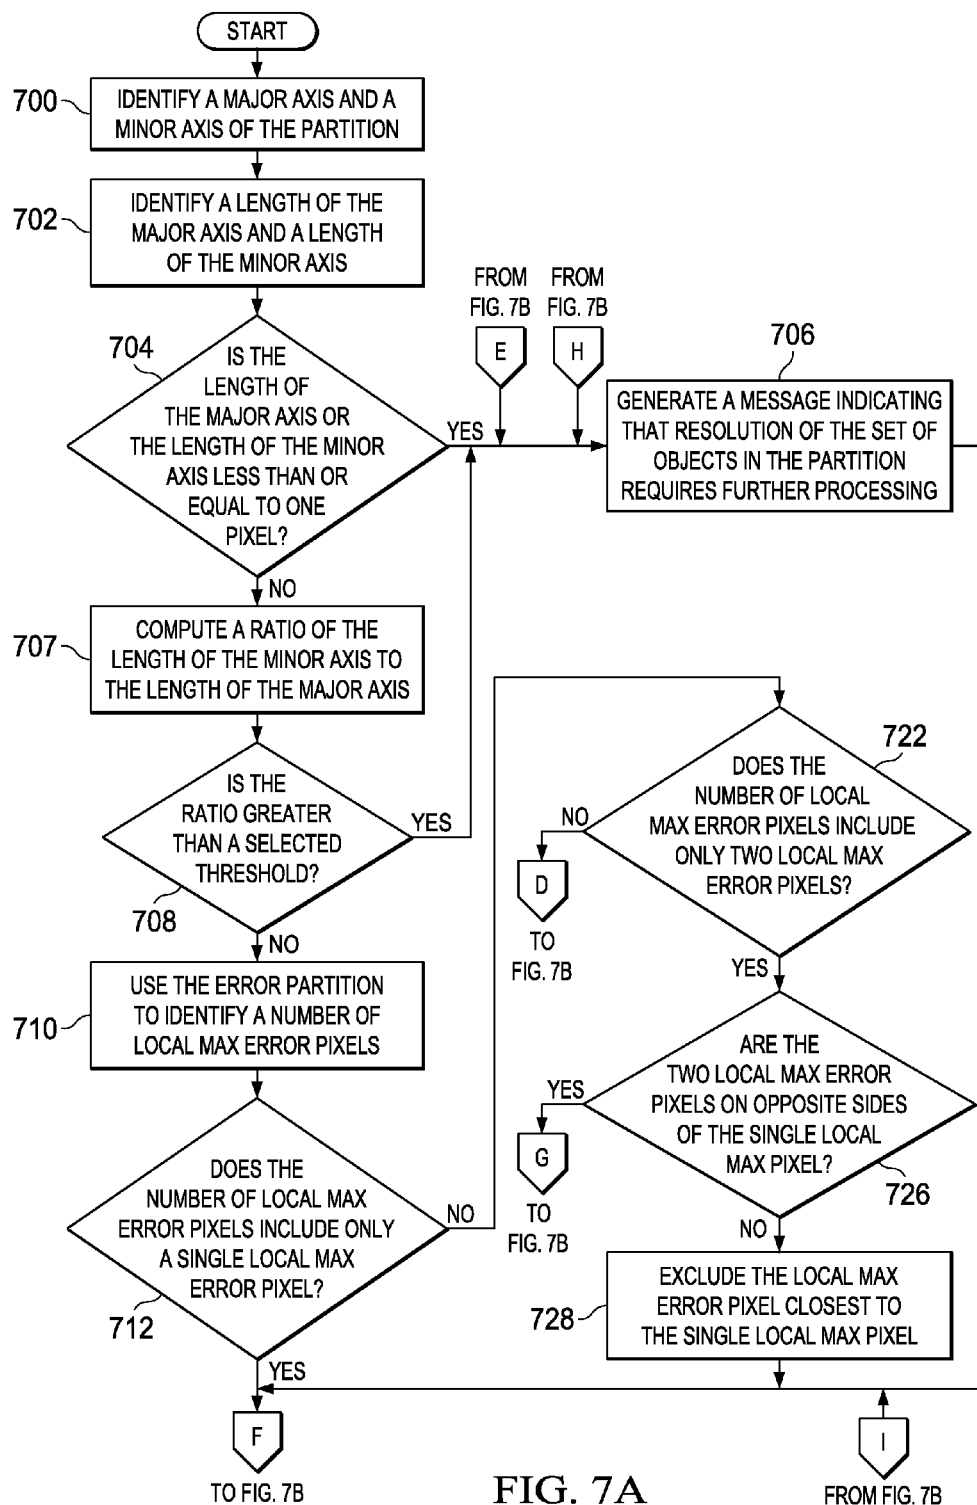 START
700
IDENTIFY A MAJOR AXIS AND A
MINOR AXIS OF THE PARTITION
702
IDENTIFY A LENGTH OF THE
MAJOR AXIS AND A LENGTH
OF THE MINOR AXIS
704
IS THE
LENGTH OF
THE MAJOR AXIS OR
THE LENGTH OF THE MINOR
AXIS LESS THAN OR
EQUAL TO ONE
PIXEL?
YES
NO
FROM
FIG. 7B
E
FROM
FIG. 7B
H
706
GENERATE A MESSAGE INDICATING
THAT RESOLUTION OF THE SET OF
OBJECTS IN THE PARTITION
REQUIRES FURTHER PROCESSING
707
COMPUTE A RATIO OF THE
LENGTH OF THE MINOR AXIS TO
THE LENGTH OF THE MAJOR AXIS
IS THE
RATIO GREATER
THAN A SELECTED
THRESHOLD?
YES
708
NO
710
USE THE ERROR PARTITION
TO IDENTIFY A NUMBER OF
LOCAL MAX ERROR PIXELS
DOES THE
NUMBER OF LOCAL MAX
ERROR PIXELS INCLUDE ONLY
A SINGLE LOCAL MAX
ERROR PIXEL?
NO
712
YES
F
TO FIG. 7B
722
DOES THE
NUMBER OF LOCAL
MAX ERROR PIXELS INCLUDE
ONLY TWO LOCAL MAX
ERROR PIXELS?
NO
D
TO
FIG. 7B
YES
ARE THE
TWO LOCAL MAX ERROR
PIXELS ON OPPOSITE SIDES
OF THE SINGLE LOCAL
MAX PIXEL?
YES
G
TO
FIG. 7B
726
NO
728
EXCLUDE THE LOCAL MAX
ERROR PIXEL CLOSEST TO
THE SINGLE LOCAL MAX PIXEL
I
FROM FIG. 7B
FIG. 7A